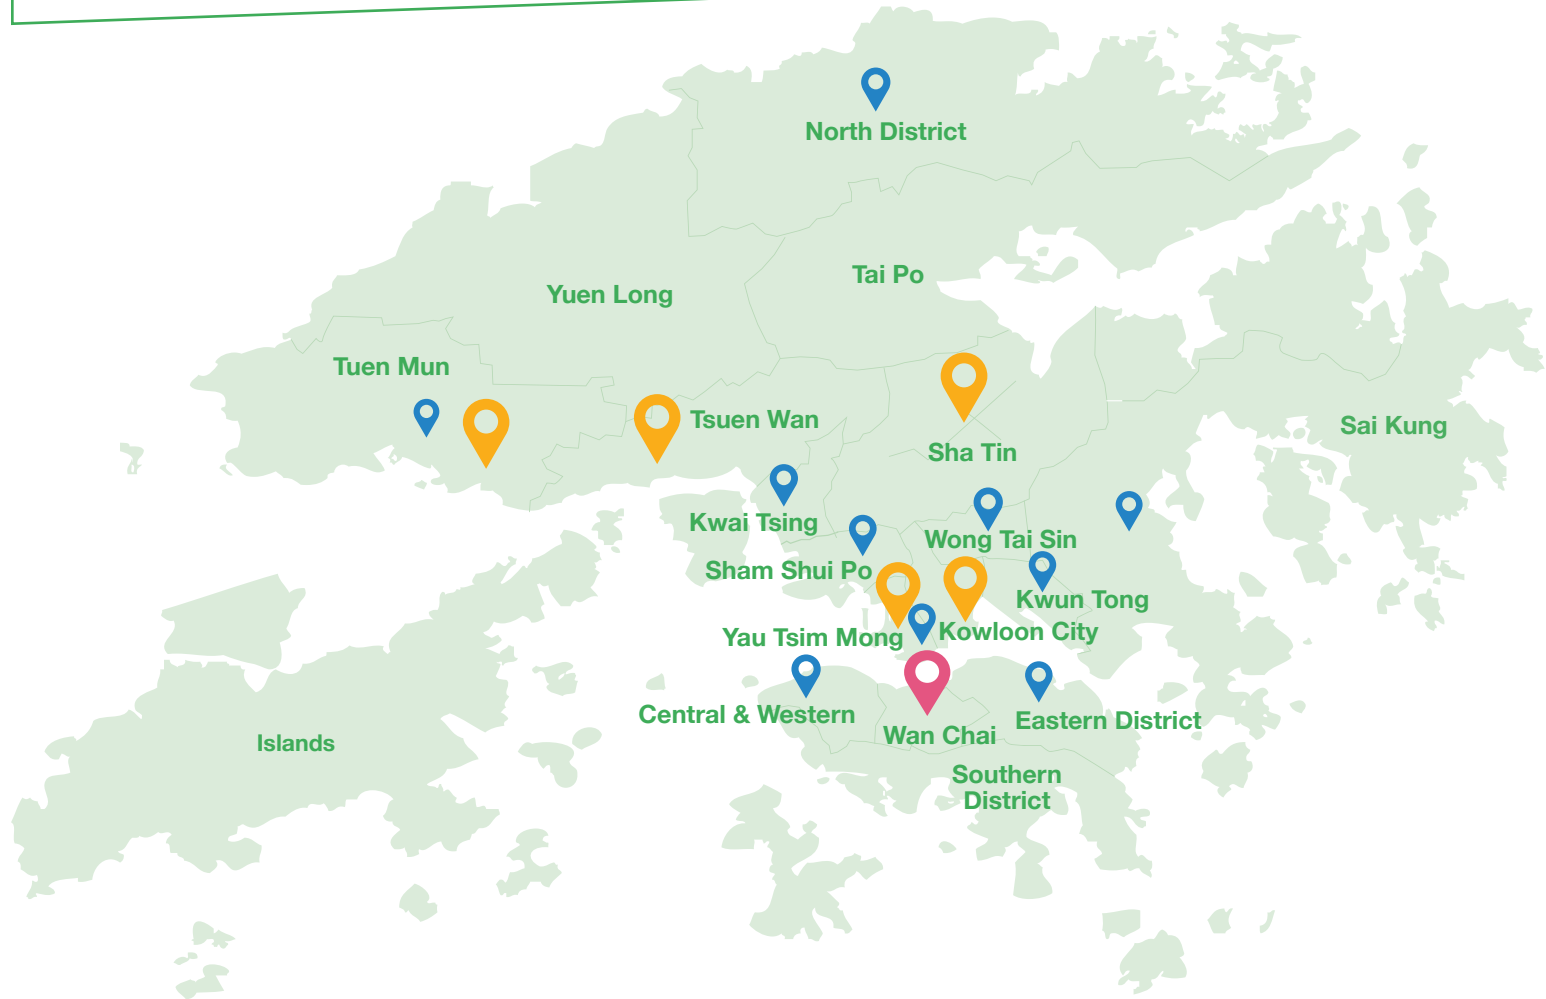 North District
Tai Po
Yuen Long
Tuen Mun
Tsuen Wan
Sai Kung
Sha Tin
Kwai Tsing
Wong Tai Sin
Sham Shui Po
Kwun Tong
Yau Tsim Mong
Kowloon City
Central & Western
Eastern District
Wan Chai
Islands
Southern
District